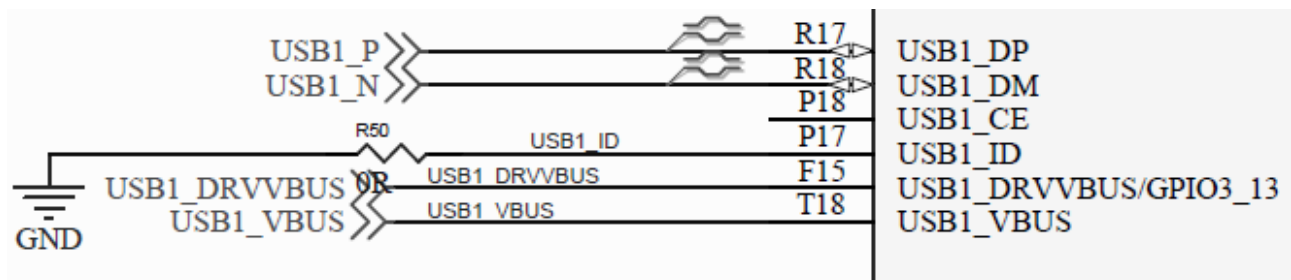 USB1_P R17 USB1_DP
USB1_N R18 USB1_DM
P18 USB1_CE
R50 USB1_ID P17 USB1_ID
USB1_DRVVBUS 0R USB1_DRVVBUS F15 USB1_DRVVBUS/GPIO3_13
USB1_VBUS USB1_VBUS T18 USB1_VBUS
GND